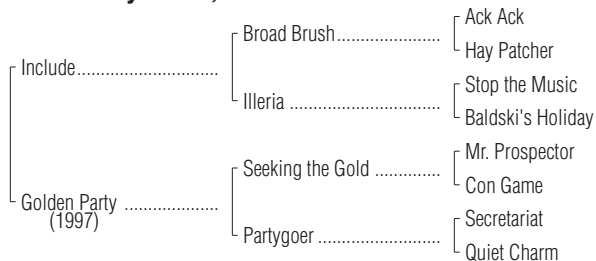 Broad Brush..................... Ack Ack
Hay Patcher
Include............................
Illeria .............................. Stop the Music
Baldski's Holiday
Seeking the Gold ............. Mr. Prospector
Con Game
Golden Party ...................
(1997)
Partygoer ........................ Secretariat
Quiet Charm